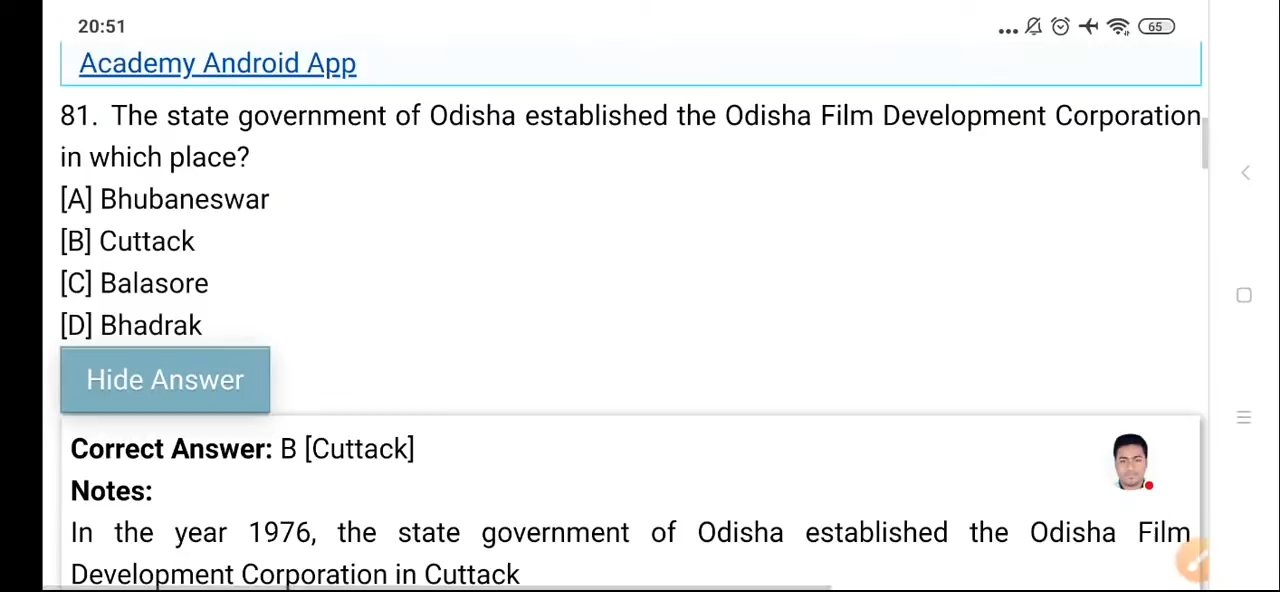 20:51
65
Academy Android App
81. The state government of Odisha established the Odisha Film Development Corporation
in which place?
[A] Bhubaneswar
[B] Cuttack
[C] Balasore
[D] Bhadrak
Hide Answer
Correct Answer: B [Cuttack]
Notes:
In the year 1976, the state government of Odisha established the Odisha Film
Development Corporation in Cuttack